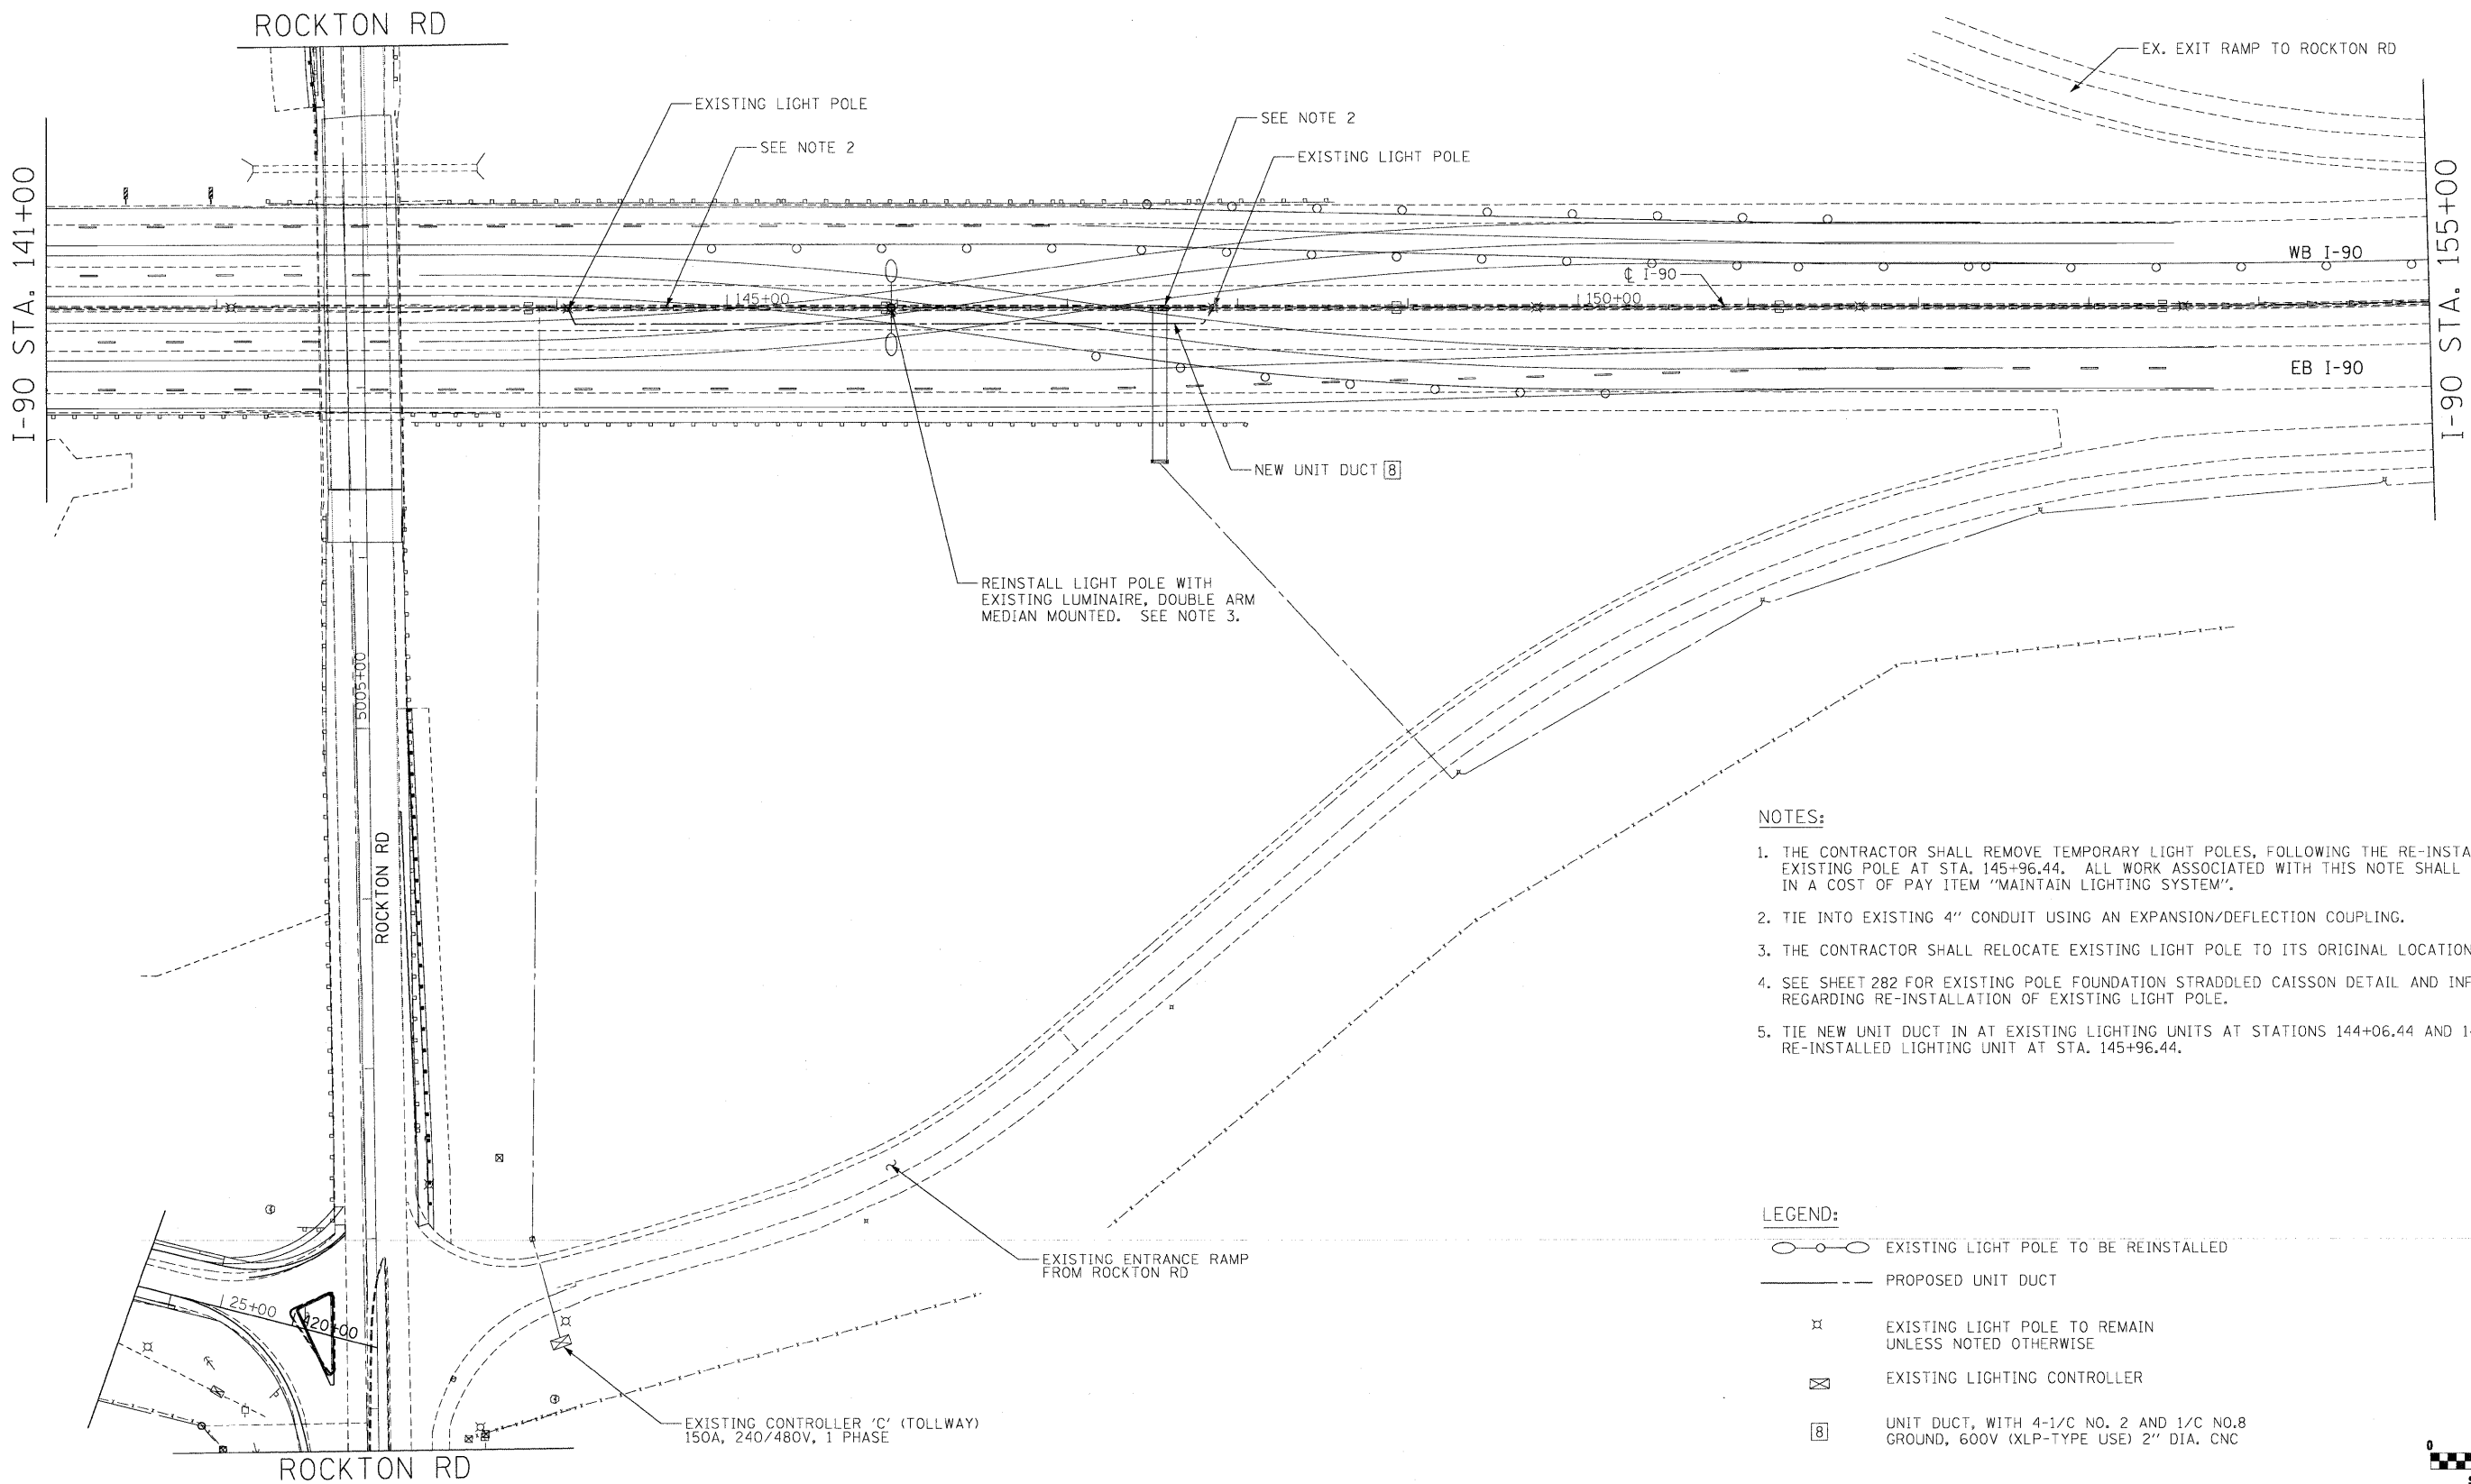 ROCKTON RD
EX. EXIT RAMP TO ROCKTON RD
EXISTING LIGHT POLE
SEE NOTE 2
SEE NOTE 2
EXISTING LIGHT POLE
I-90 STA. 141+00
I-90 STA. 155+00
WB I-90
℄ I-90
145+00
150+00
EB I-90
NEW UNIT DUCT 8
REINSTALL LIGHT POLE WITH
EXISTING LUMINAIRE, DOUBLE ARM
MEDIAN MOUNTED. SEE NOTE 3.
5005+00
ROCKTON RD
NOTES:
1. THE CONTRACTOR SHALL REMOVE TEMPORARY LIGHT POLES, FOLLOWING THE RE-INSTA
EXISTING POLE AT STA. 145+96.44. ALL WORK ASSOCIATED WITH THIS NOTE SHALL
IN A COST OF PAY ITEM "MAINTAIN LIGHTING SYSTEM".
2. TIE INTO EXISTING 4" CONDUIT USING AN EXPANSION/DEFLECTION COUPLING.
3. THE CONTRACTOR SHALL RELOCATE EXISTING LIGHT POLE TO ITS ORIGINAL LOCATION
4. SEE SHEET 282 FOR EXISTING POLE FOUNDATION STRADDLED CAISSON DETAIL AND INF
REGARDING RE-INSTALLATION OF EXISTING LIGHT POLE.
5. TIE NEW UNIT DUCT IN AT EXISTING LIGHTING UNITS AT STATIONS 144+06.44 AND 14
RE-INSTALLED LIGHTING UNIT AT STA. 145+96.44.
LEGEND:
EXISTING LIGHT POLE TO BE REINSTALLED
PROPOSED UNIT DUCT
EXISTING LIGHT POLE TO REMAIN
UNLESS NOTED OTHERWISE
EXISTING LIGHTING CONTROLLER
8 UNIT DUCT, WITH 4-1/C NO. 2 AND 1/C NO.8
GROUND, 600V (XLP-TYPE USE) 2" DIA. CNC
EXISTING ENTRANCE RAMP
FROM ROCKTON RD
25+00
120+00
EXISTING CONTROLLER 'C' (TOLLWAY)
150A, 240/480V, 1 PHASE
ROCKTON RD
0